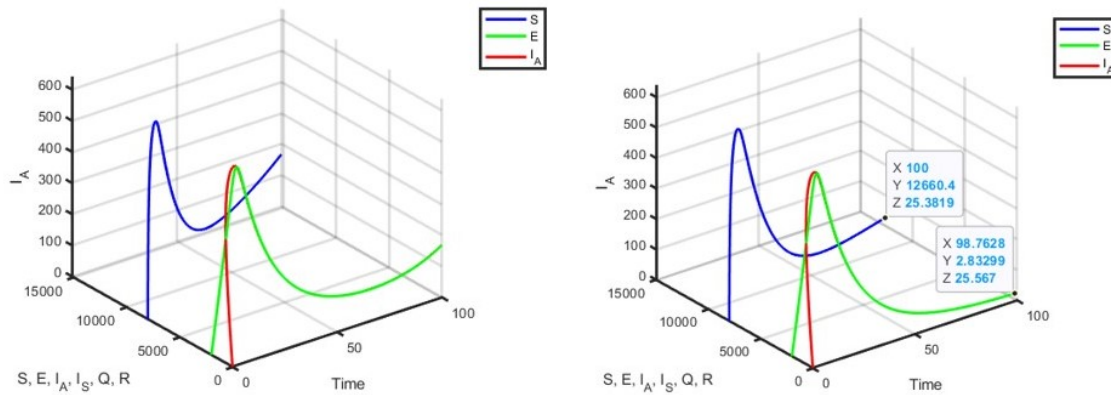 S
E
I_A
600
500
400
300
200
100
0
I_A
15000
10000
5000
0
S, E, I_A, I_S, Q, R
0
50
100
Time
S
E
I_A
600
500
400
300
200
100
0
I_A
15000
10000
5000
0
S, E, I_A, I_S, Q, R
0
50
100
Time
X 100
Y 12660.4
Z 25.3819
X 98.7628
Y 2.83299
Z 25.567